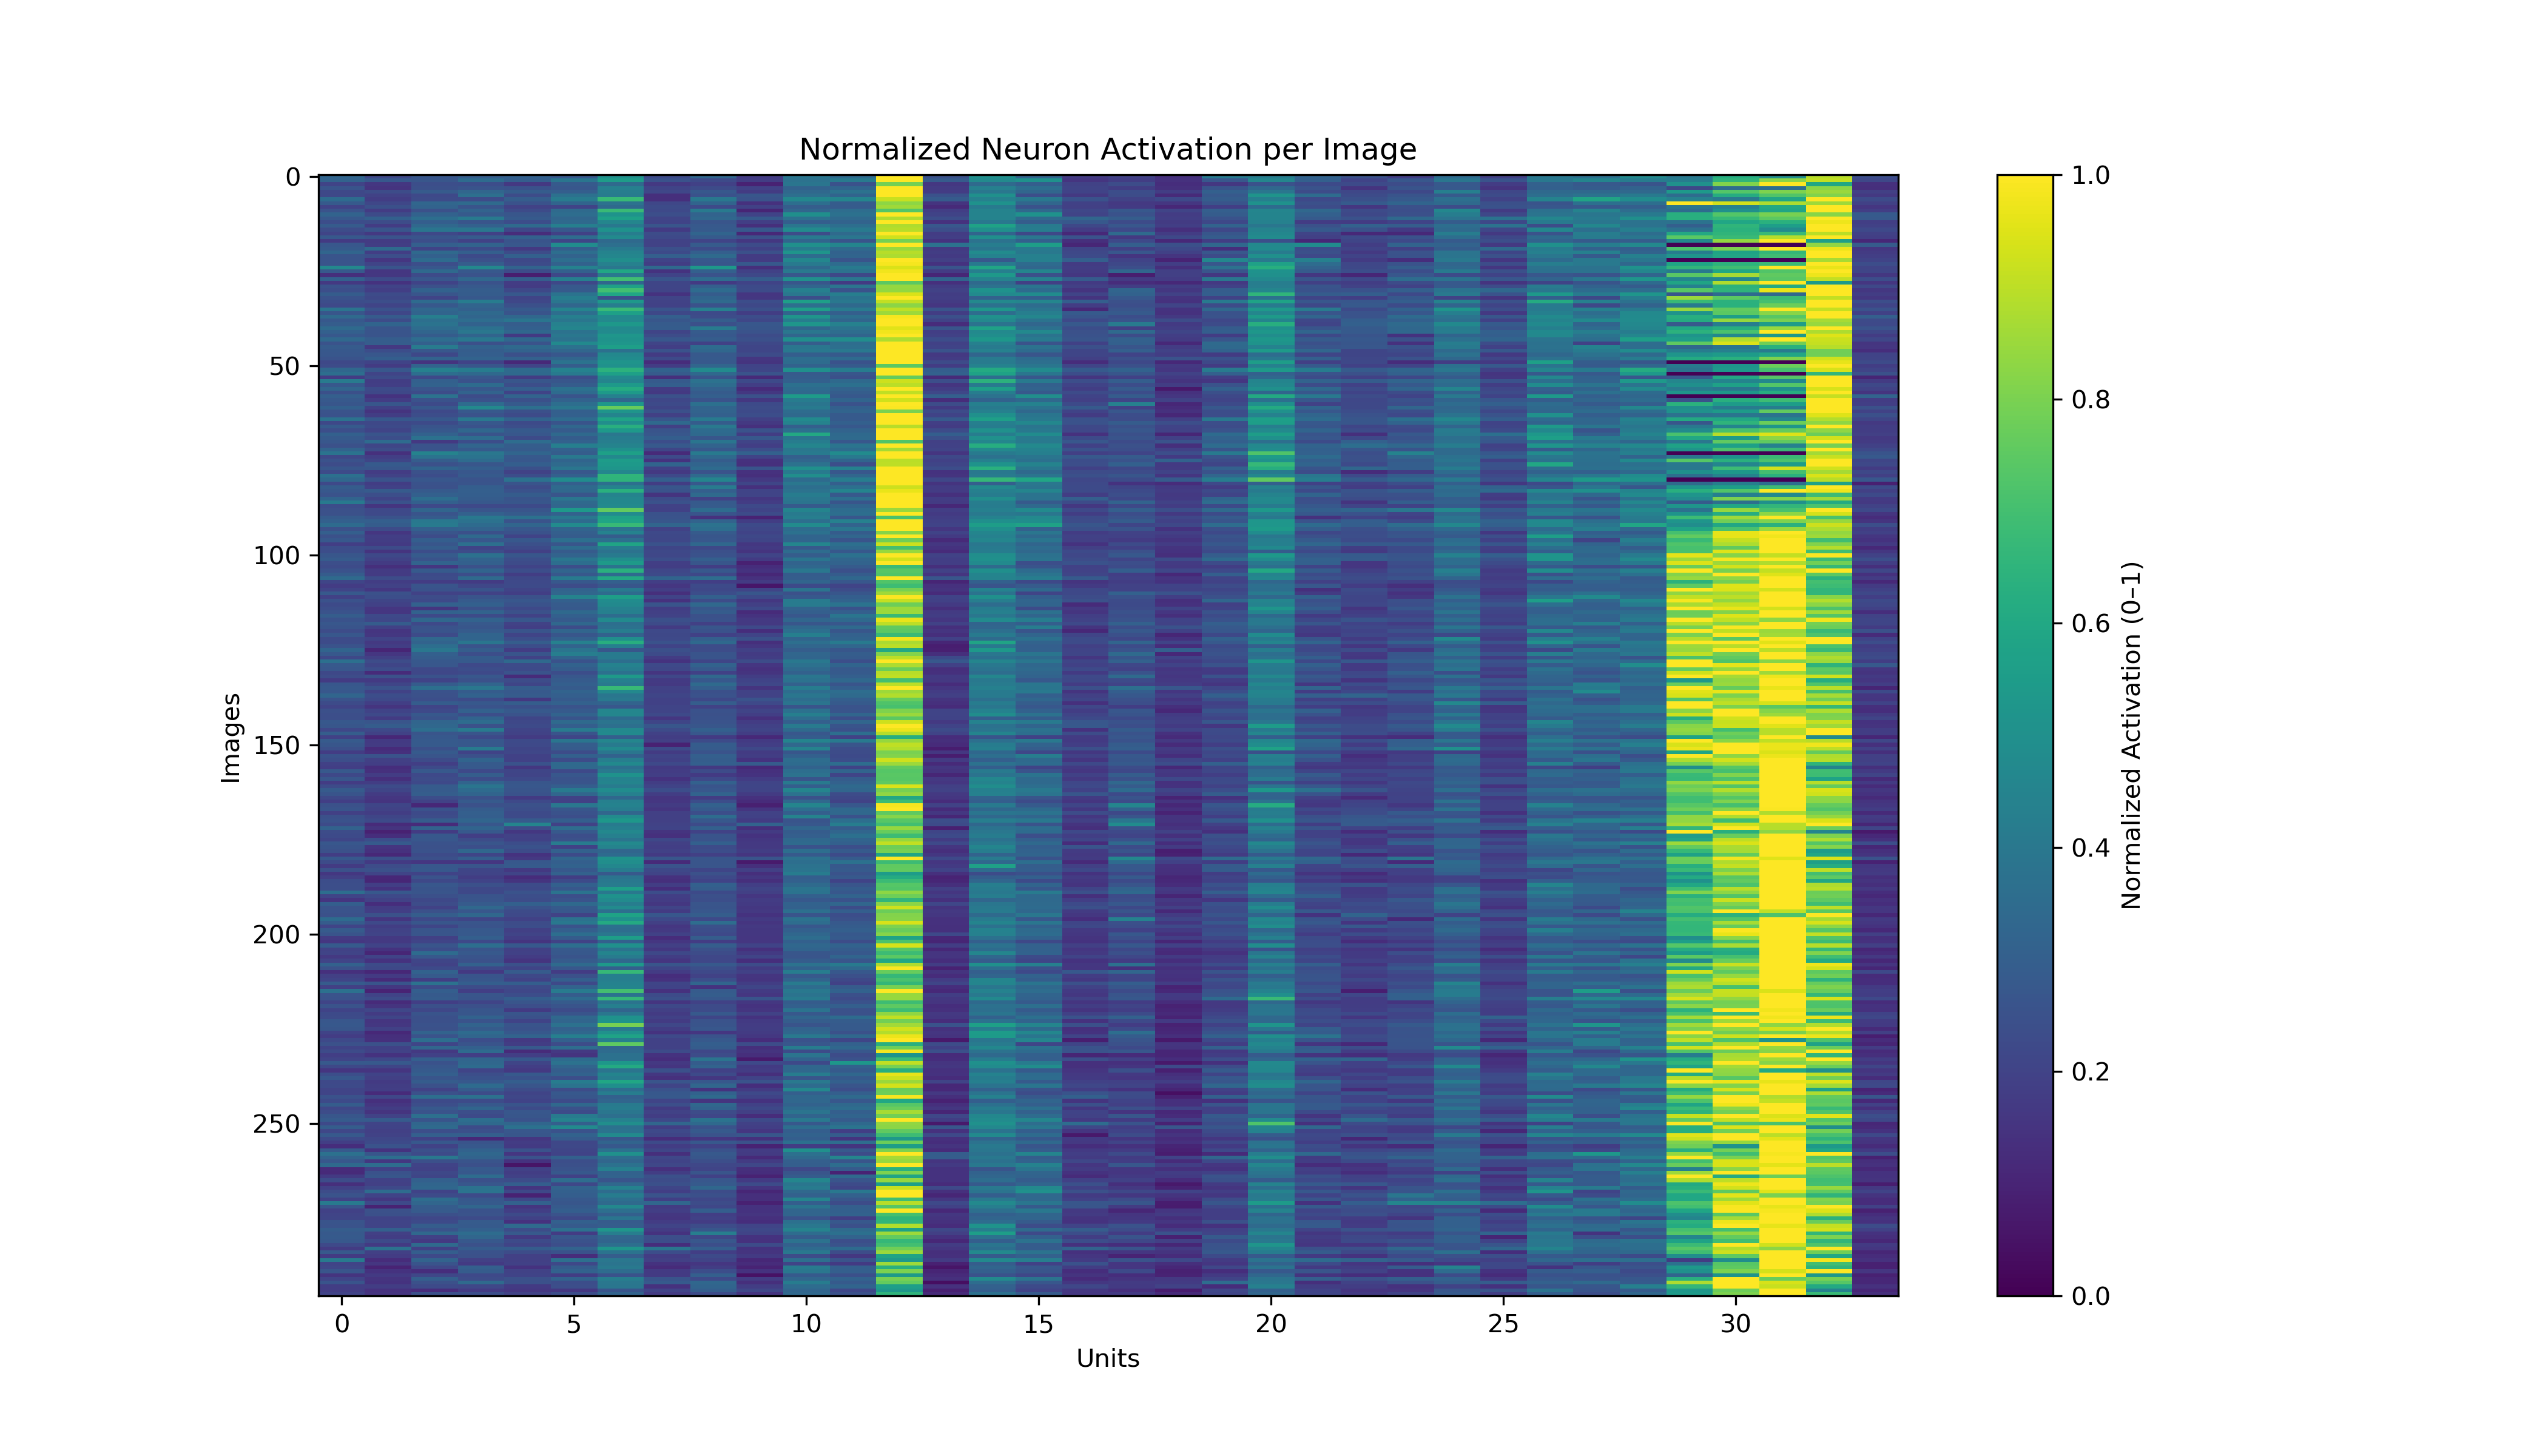 Normalized Neuron Activation per Image
0
50
100
150
200
250
Images
0 5 10 15 20 25 30
Units
1.0
0.8
0.6
0.4
0.2
0.0
Normalized Activation (0–1)